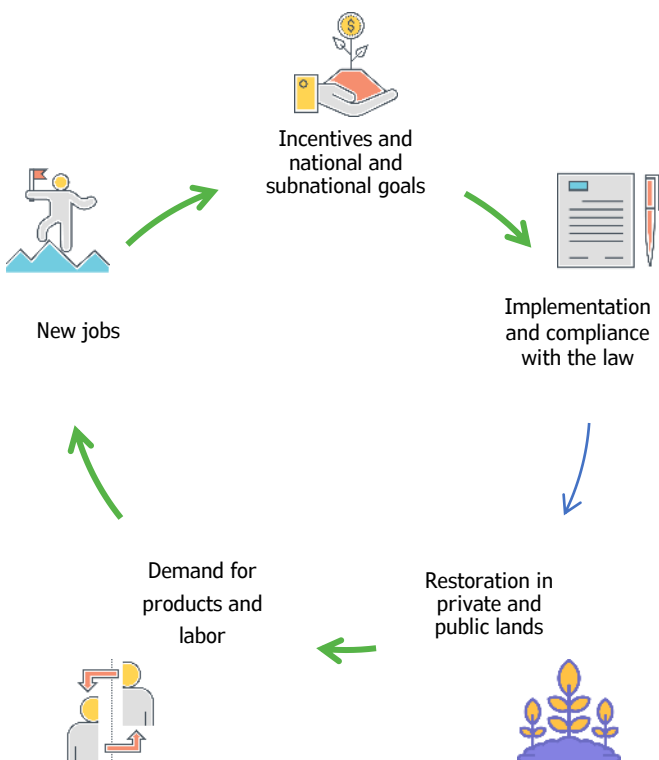 Incentives and
national and
subnational goals
Implementation
and compliance
with the law
Restoration in
private and
public lands
Demand for
products and
labor
New jobs